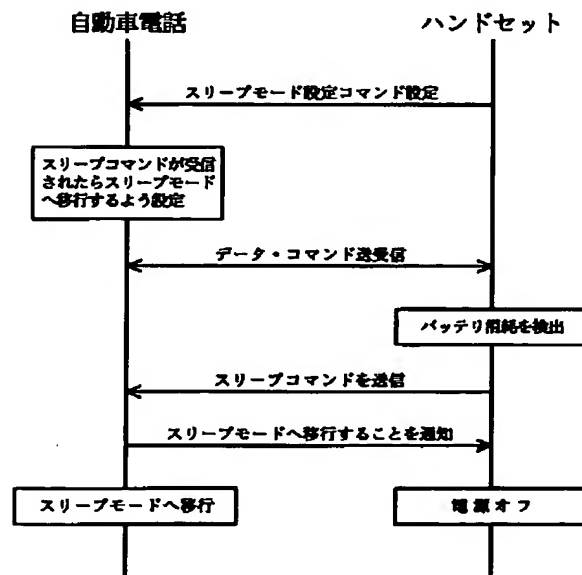 自動車電話
ハンドセット
スリープモード設定コマンド設定
スリープコマンドが受信
されたらスリープモード
へ移行するよう設定
データ・コマンド送受信
バッテリ消耗を検出
スリープコマンドを送信
スリープモードへ移行することを通知
スリープモードへ移行
電源オフ